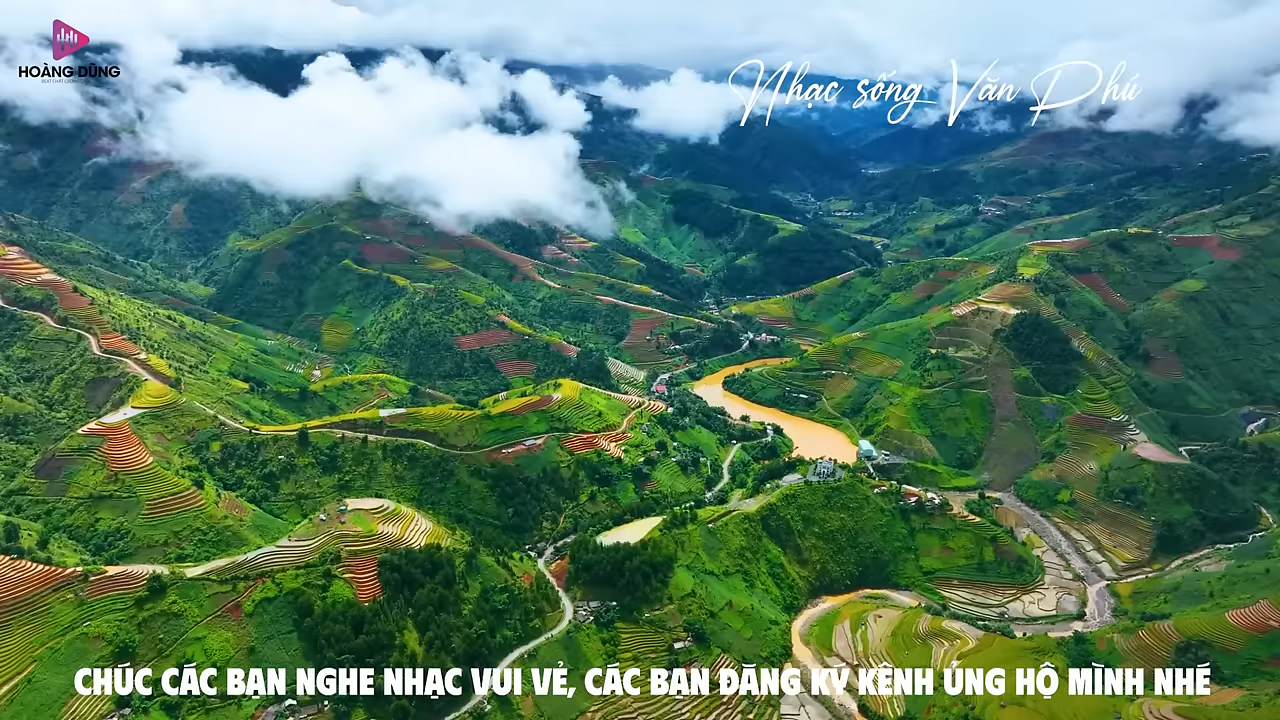 HOÀNG DŨNG
Nhạc sống Văn Phú
CHÚC CÁC BẠN NGHE NHẠC VUI VẺ, CÁC BẠN ĐĂNG KÝ KÊNH ỦNG HỘ MÌNH NHÉ